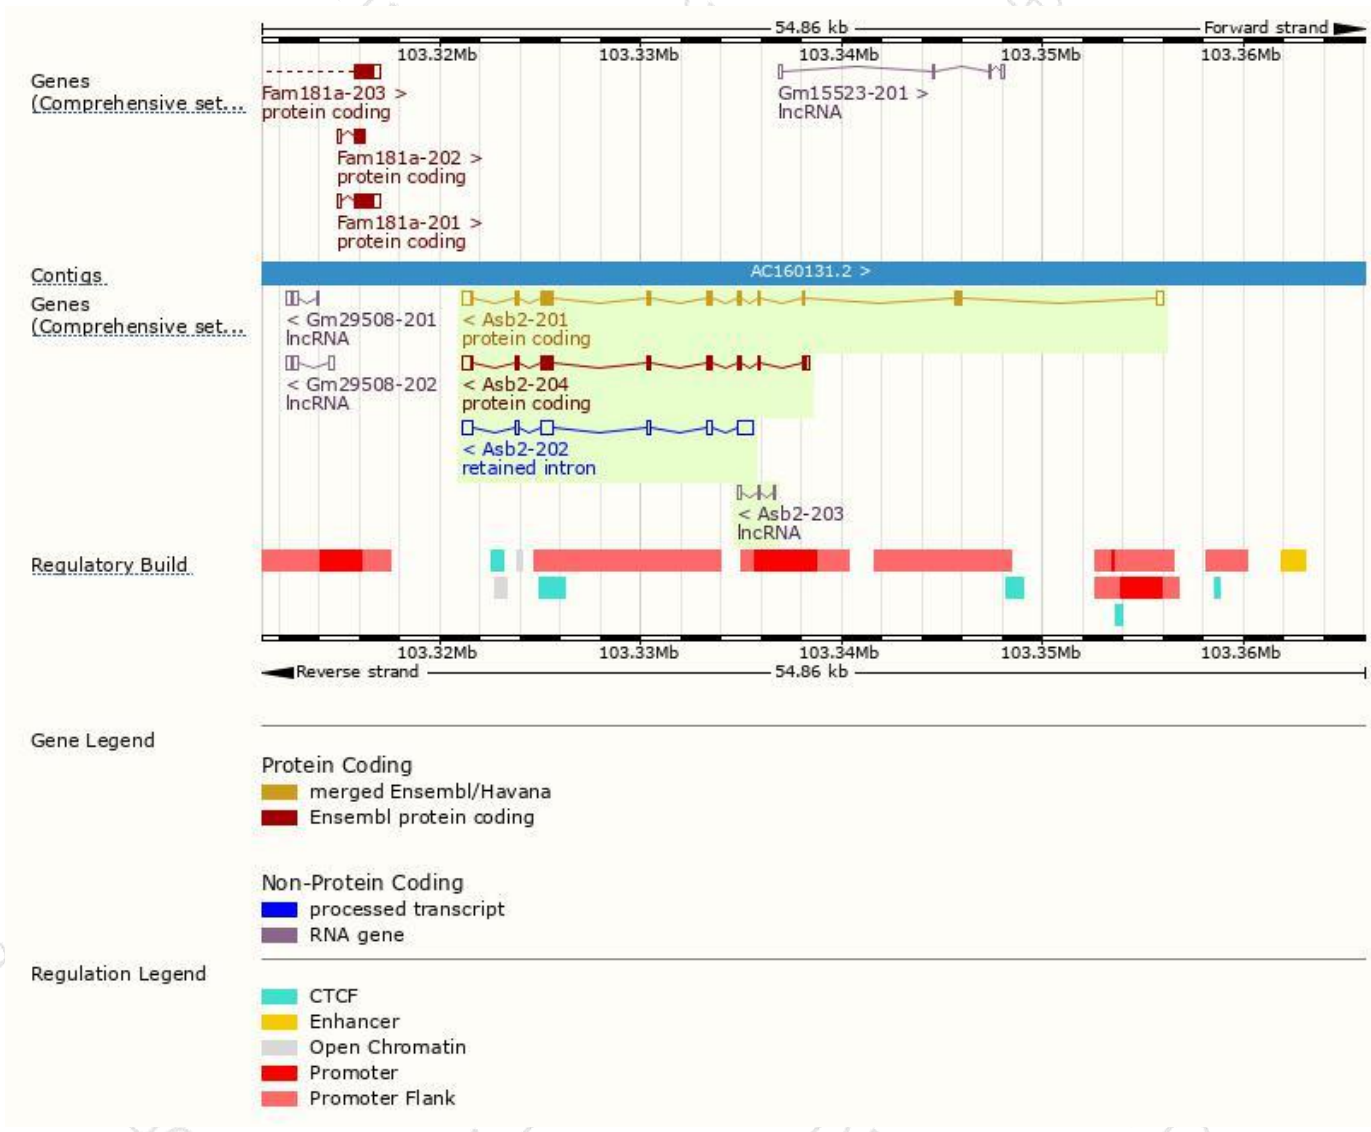 54.86 kb
Forward strand
103.32Mb 103.33Mb 103.34Mb 103.35Mb 103.36Mb
Genes
(Comprehensive set...
Fam181a-203 >
protein coding
Gm15523-201 >
lncRNA
Fam181a-202 >
protein coding
Fam181a-201 >
protein coding
Contigs
AC160131.2 >
Genes
(Comprehensive set...
< Gm29508-201
lncRNA
< Asb2-201
protein coding
< Gm29508-202
lncRNA
< Asb2-204
protein coding
< Asb2-202
retained intron
< Asb2-203
lncRNA
Regulatory Build
103.32Mb 103.33Mb 103.34Mb 103.35Mb 103.36Mb
Reverse strand
54.86 kb
Gene Legend
Protein Coding
merged Ensembl/Havana
Ensembl protein coding
Non-Protein Coding
processed transcript
RNA gene
Regulation Legend
CTCF
Enhancer
Open Chromatin
Promoter
Promoter Flank